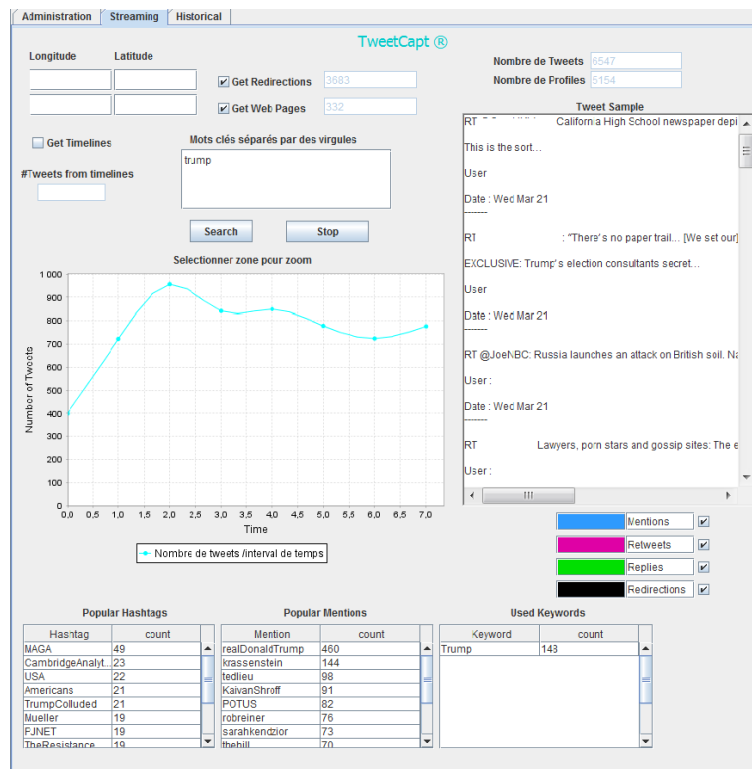 Administration Streaming Historical
TweetCapt ®
Longitude Latitude
Get Redirections 3683
Get Web Pages 332
Nombre de Tweets 6547
Nombre de Profiles 5154
Get Timelines
#Tweets from timelines
Mots clés séparés par des virgules
trump
Search Stop
Tweet Sample
RT California High School newspaper depi
This is the sort...
User
Date : Wed Mar 21
-------
RT : "There's no paper trail... [We set our]
EXCLUSIVE: Trump's election consultants secret...
User
Date : Wed Mar 21
-------
RT @JoeNBC: Russia launches an attack on British soil. Na
User :
Date : Wed Mar 21
-------
RT Lawyers, porn stars and gossip sites: The e
User :
Selectionner zone pour zoom
Number of Tweets
1 000
900
800
700
600
500
400
300
200
100
0
0,0 0,5 1,0 1,5 2,0 2,5 3,0 3,5 4,0 4,5 5,0 5,5 6,0 6,5 7,0
Time
Nombre de tweets /interval de temps
Mentions
Retweets
Replies
Redirections
Popular Hashtags
Hashtag count
MAGA 49
CambridgeAnalyt... 23
USA 22
Americans 21
TrumpColluded 21
Mueller 19
FJNET 19
TheResistance 19
Popular Mentions
Mention count
realDonaldTrump 460
krassenstein 144
tedlieu 98
KaivanShroff 91
POTUS 82
robreiner 76
sarahkendzior 73
thehill 70
Used Keywords
Keyword count
Trump 143